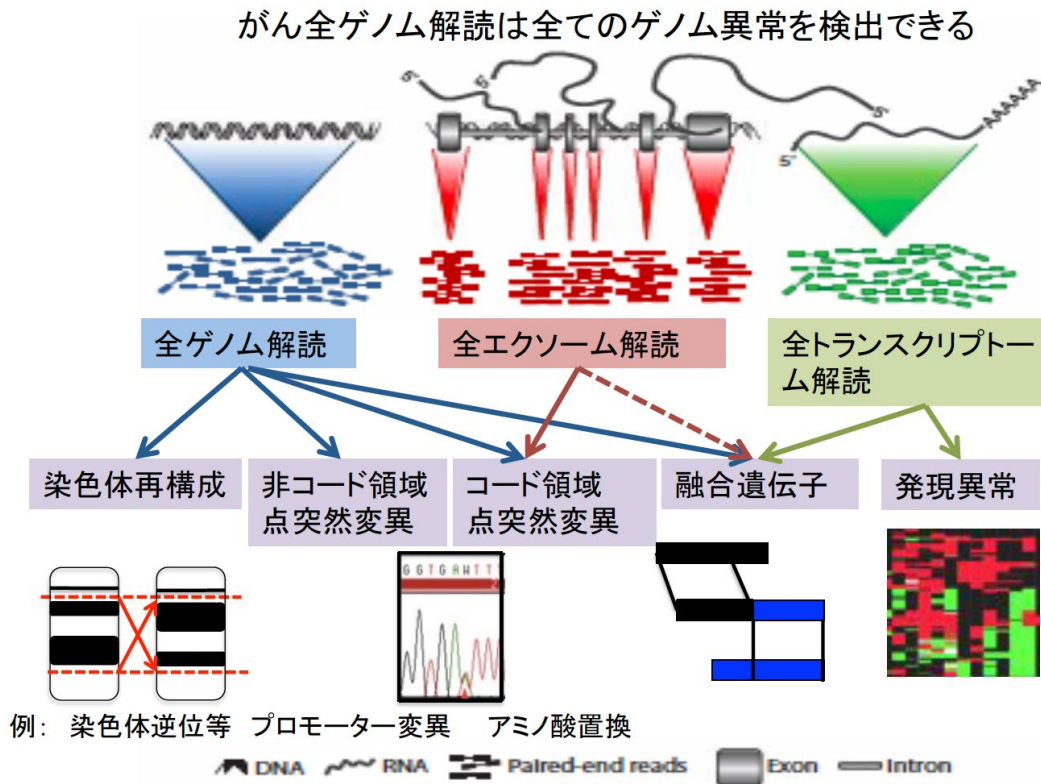 がん全ゲノム解読は全てのゲノム異常を検出できる
5'
5'
5'
5'
AAAAAA
全ゲノム解読
全エクソーム解読
全トランスクリプトー
ム解読
染色体再構成
非コード領域
点突然変異
コード領域
点突然変異
融合遺伝子
発現異常
GGTGAWTTT
例： 染色体逆位等 プロモーター変異 アミノ酸置換
DNA RNA Paired-end reads Exon Intron